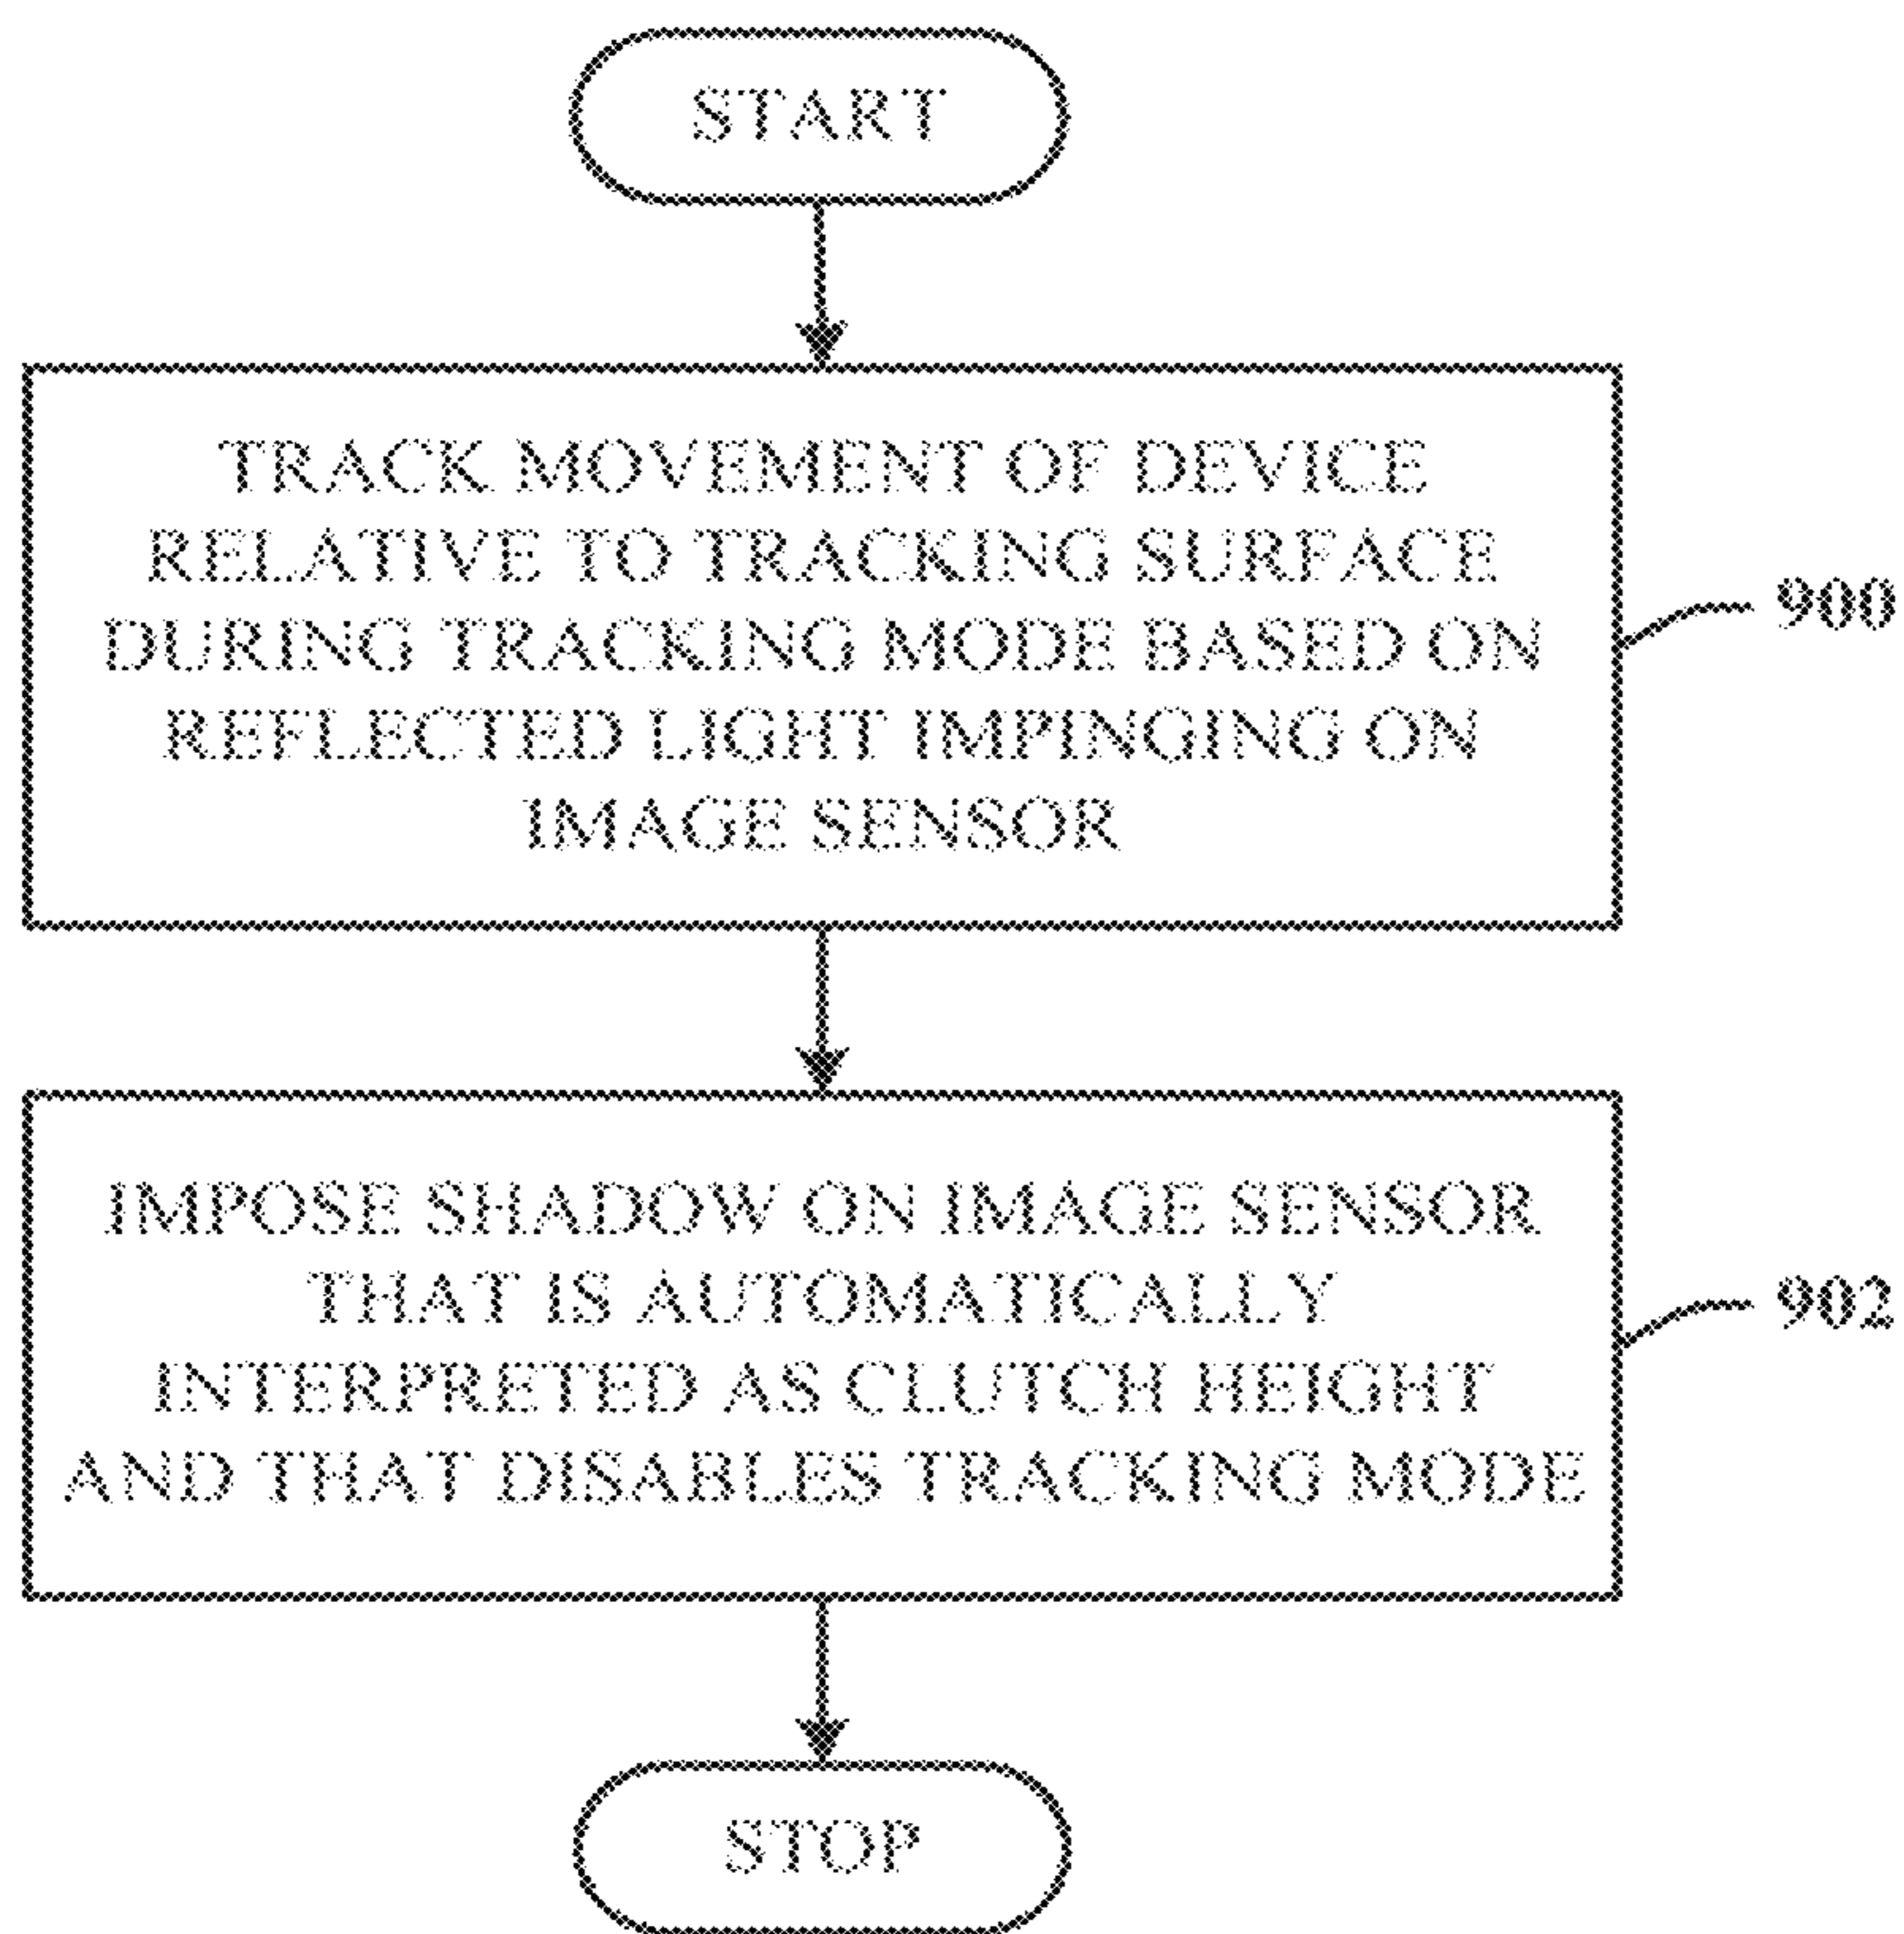 START
TRACK MOVEMENT OF DEVICE
RELATIVE TO TRACKING SURFACE
DURING TRACKING MODE BASED ON
REFLECTED LIGHT IMPINGING ON
IMAGE SENSOR
900
IMPOSE SHADOW ON IMAGE SENSOR
THAT IS AUTOMATICALLY
INTERPRETED AS CLUTCH HEIGHT
AND THAT DISABLES TRACKING MODE
902
STOP